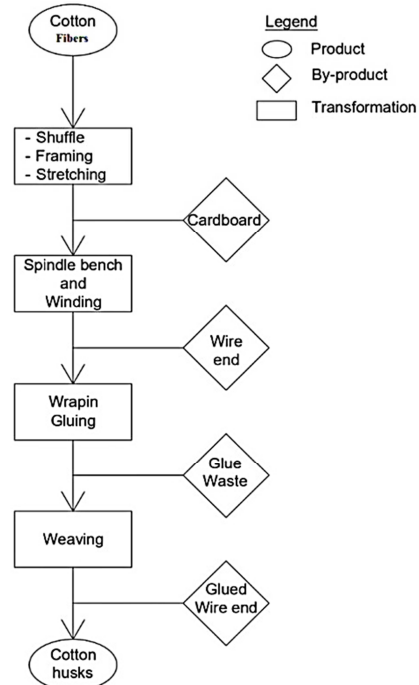 Cotton
Fibers
Legend
Product
By-product
Transformation
- Shuffle
- Framing
- Stretching
Cardboard
Spindle bench
and
Winding
Wire
end
Wrapin
Gluing
Glue
Waste
Weaving
Glued
Wire end
Cotton
husks